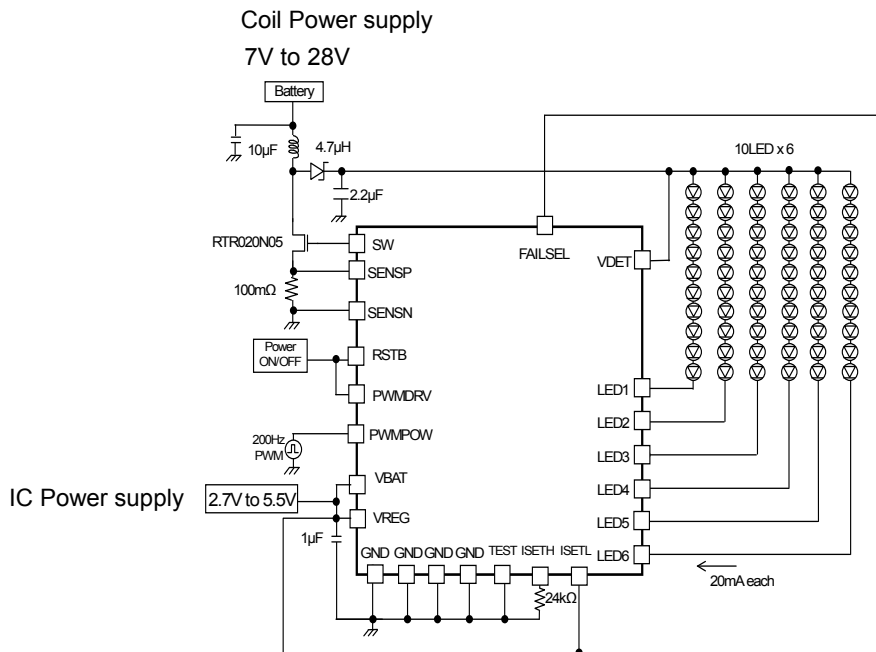 Coil Power supply
7V to 28V
Battery
10µF
4.7µH
2.2µF
10LED x 6
RTR020N05
SW
FAILSEL
VDET
SENSP
100mΩ
SENSN
Power
ON/OFF
RSTB
PWMDRV
LED1
LED2
200Hz
PWM
PWMPOW
LED3
IC Power supply
2.7V to 5.5V
VBAT
LED4
VREG
LED5
1µF
GND GND GND GND TEST ISETH ISETL
LED6
24kΩ
20mA each